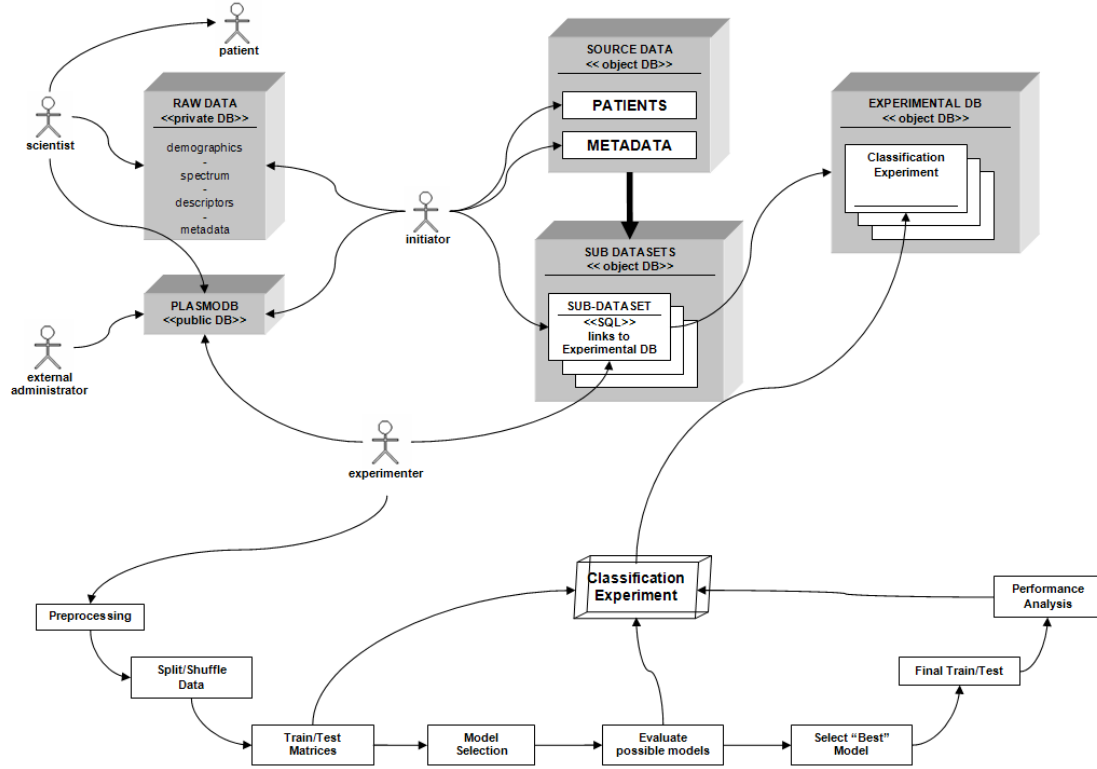 patient
SOURCE DATA
<< object DB>>
PATIENTS
METADATA
RAW DATA
<<private DB>>
demographics
-
spectrum
-
descriptors
-
metadata
scientist
EXPERIMENTAL DB
<< object DB>>
Classification
Experiment
initiator
SUB DATASETS
<< object DB>>
SUB-DATASET
<<SQL>>
links to
Experimental DB
PLASMODB
<<public DB>>
external
administrator
experimenter
Classification
Experiment
Performance
Analysis
Preprocessing
Split/Shuffle
Data
Final Train/Test
Train/Test
Matrices
Model
Selection
Evaluate
possible models
Select “Best”
Model